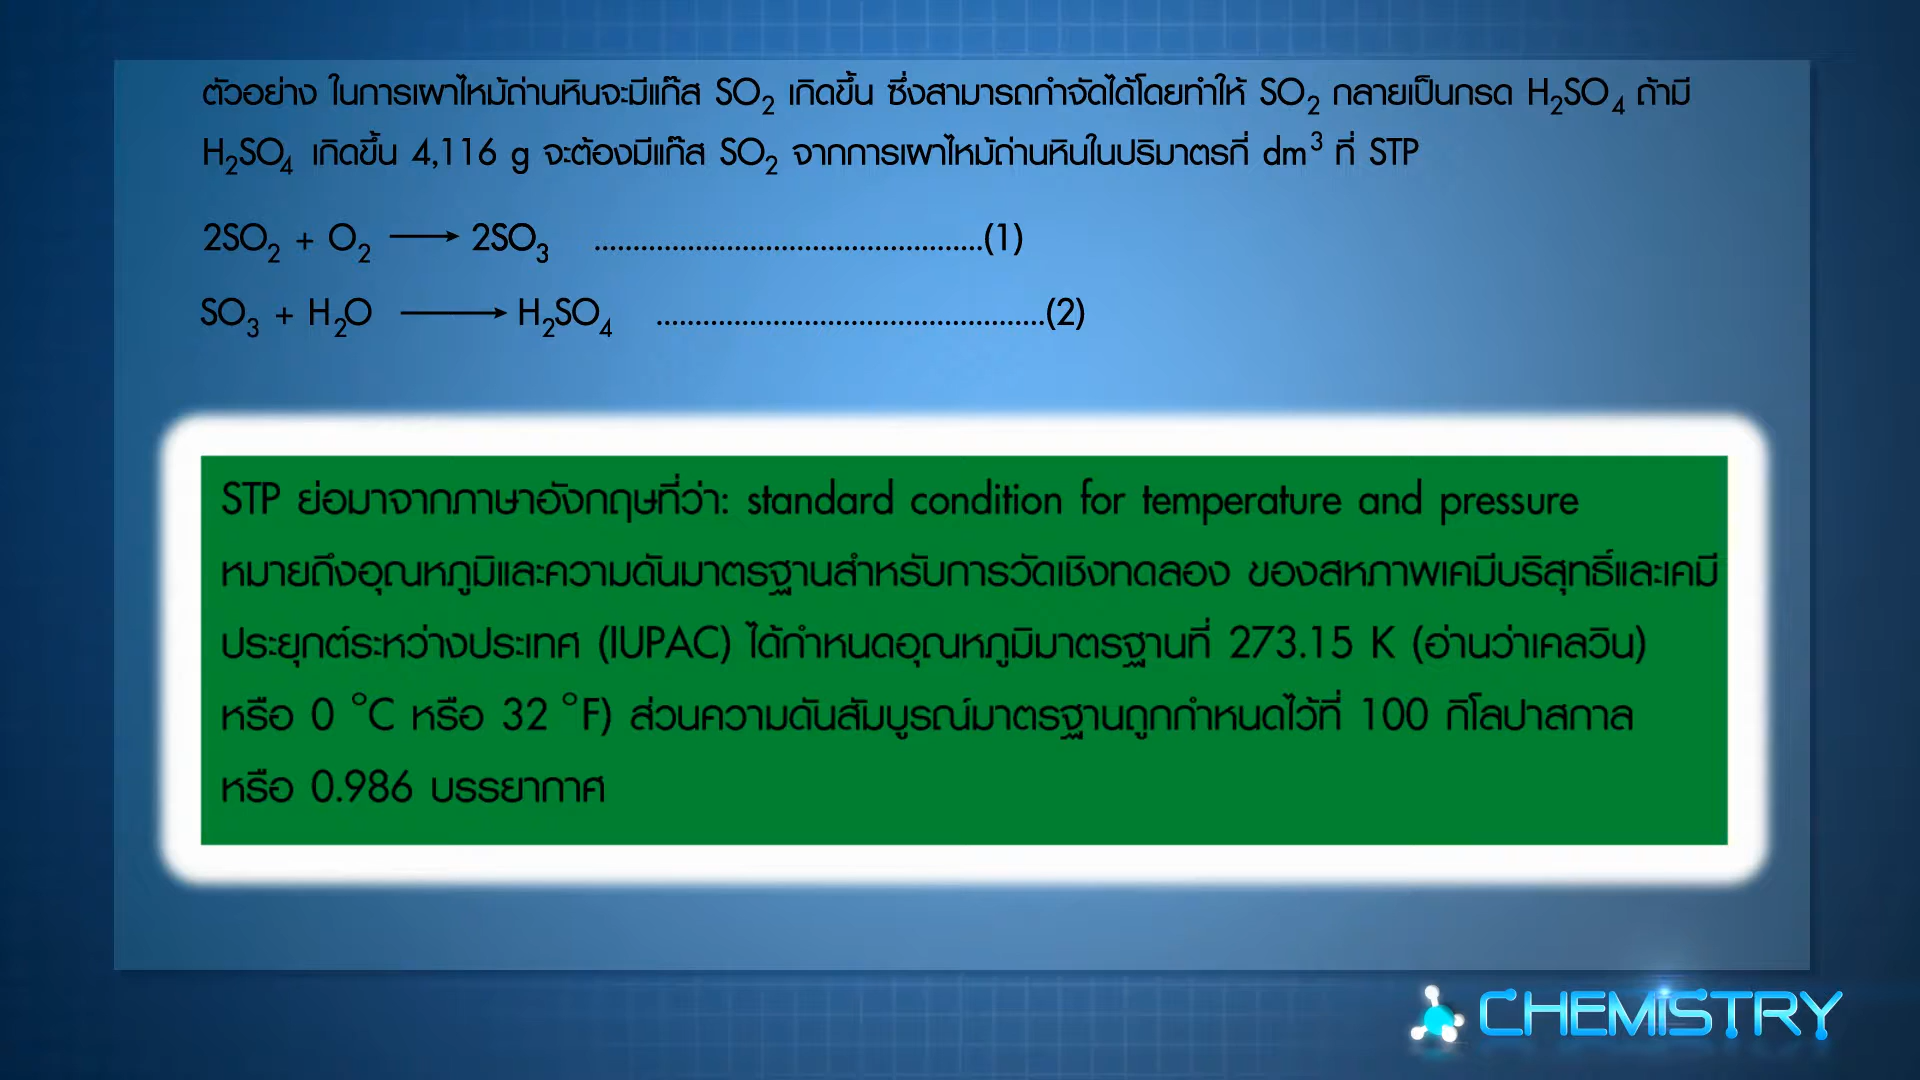 ตัวอย่าง ในการเผาไหม้ถ่านหินจะมีแก๊ส SO₂ เกิดขึ้น ซึ่งสามารถกำจัดได้โดยทำให้ SO₂ กลายเป็นกรด H₂SO₄ ถ้ามี
H₂SO₄ เกิดขึ้น 4,116 g จะต้องมีแก๊ส SO₂ จากการเผาไหม้ถ่านหินในปริมาตรกี่ dm³ ที่ STP
2SO₂ + O₂ ⟶ 2SO₃ ..................................................(1)
SO₃ + H₂O ⟶ H₂SO₄ ..................................................(2)
STP ย่อมาจากภาษาอังกฤษที่ว่า: standard condition for temperature and pressure
หมายถึงอุณหภูมิและความดันมาตรฐานสำหรับการวัดเชิงทดลอง ของสหภาพเคมีบริสุทธิ์และเคมี
ประยุกต์ระหว่างประเทศ (IUPAC) ได้กำหนดอุณหภูมิมาตรฐานที่ 273.15 K (อ่านว่าเคลวิน)
หรือ 0 °C หรือ 32 °F) ส่วนความดันสัมบูรณ์มาตรฐานถูกกำหนดไว้ที่ 100 กิโลปาสกาล
หรือ 0.986 บรรยากาศ
CHEMISTRY